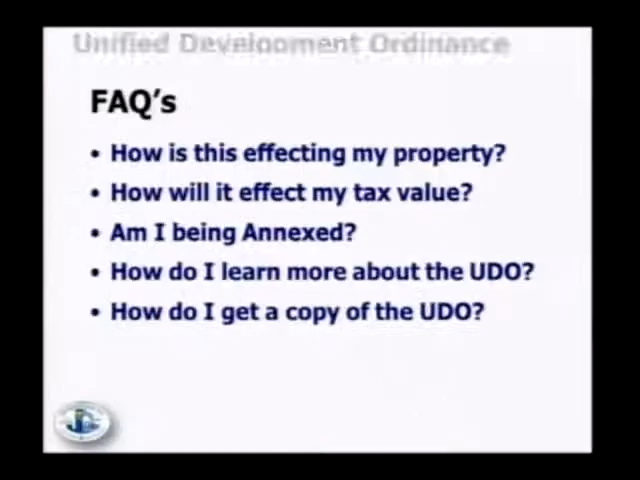 Unified Development Ordinance
FAQ's
• How is this effecting my property?
• How will it effect my tax value?
• Am I being Annexed?
• How do I learn more about the UDO?
• How do I get a copy of the UDO?